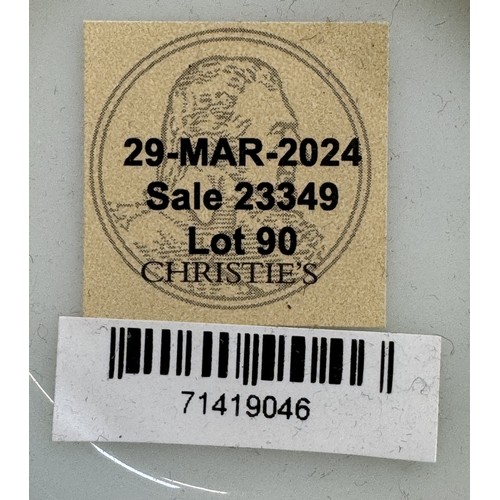 29-MAR-2024
Sale 23349
Lot 90
CHRISTIE'S
71419046